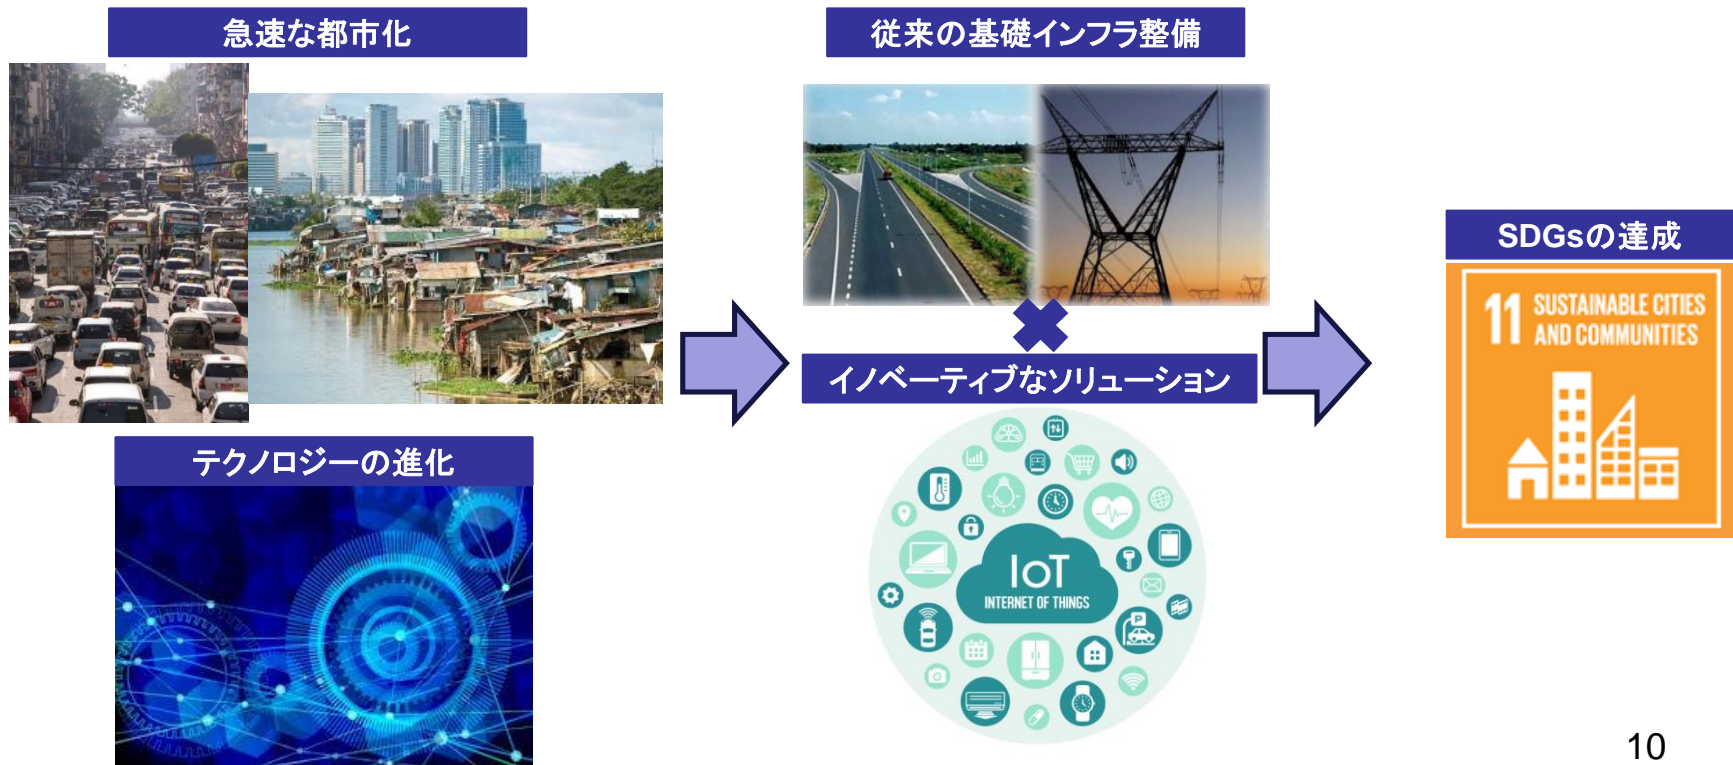 急速な都市化
従来の基礎インフラ整備
SDGsの達成
11 SUSTAINABLE CITIES
AND COMMUNITIES
イノベーティブなソリューション
テクノロジーの進化
IoT
INTERNET OF THINGS
P
10